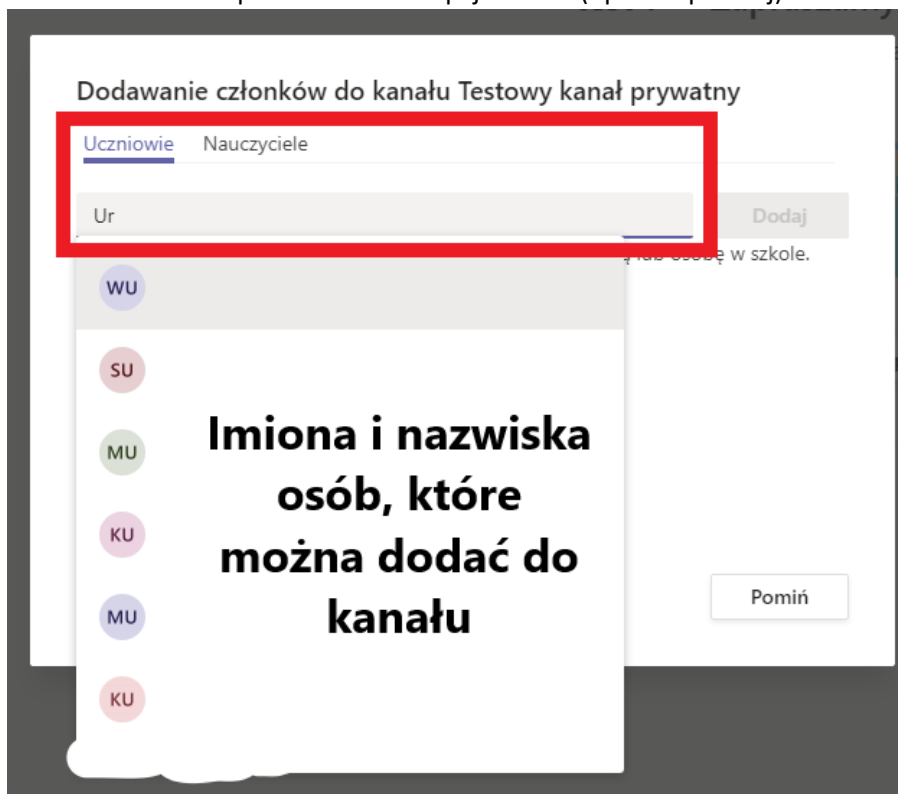 Dodawanie członków do kanału Testowy kanał prywatny
Uczniowie Nauczyciele
Ur Dodaj
lub osobę w szkole.
WU
SU
MU
KU
MU
KU
Imiona i nazwiska
osób, które
można dodać do
kanału
Pomiń